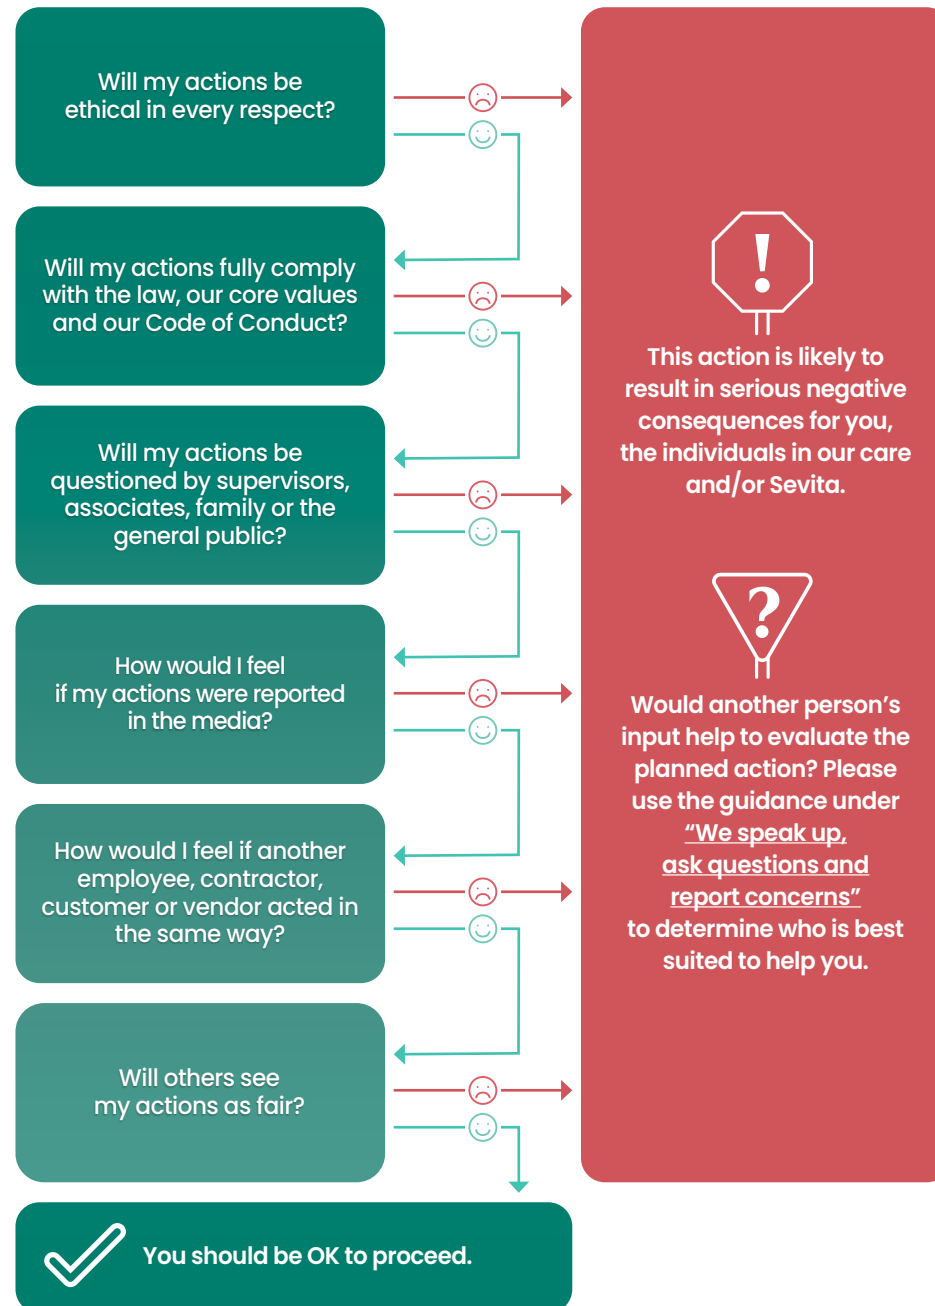 Will my actions be
ethical in every respect?
Will my actions fully comply
with the law, our core values
and our Code of Conduct?
Will my actions be
questioned by supervisors,
associates, family or the
general public?
How would I feel
if my actions were reported
in the media?
How would I feel if another
employee, contractor,
customer or vendor acted in
the same way?
Will others see
my actions as fair?
You should be OK to proceed.
!
This action is likely to
result in serious negative
consequences for you,
the individuals in our care
and/or Sevita.
?
Would another person’s
input help to evaluate the
planned action? Please
use the guidance under
“We speak up,
ask questions and
report concerns”
to determine who is best
suited to help you.